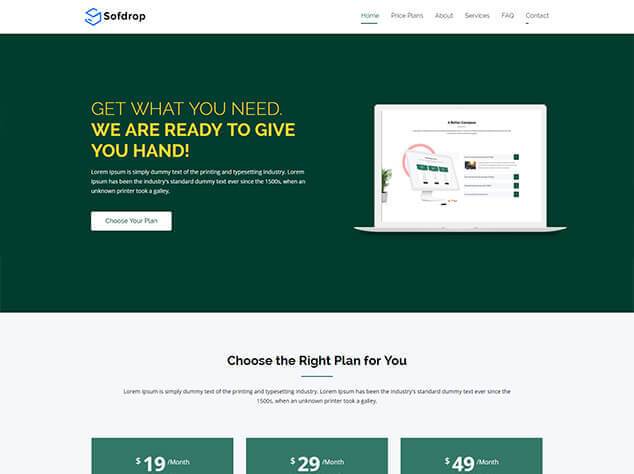 Sofdrop
Home Price Plans About Services FAQ Contact
GET WHAT YOU NEED.
WE ARE READY TO GIVE
YOU HAND!
Lorem Ipsum is simply dummy text of the printing and typesetting industry. Lorem
Ipsum has been the industry's standard dummy text ever since the 1500s, when an
unknown printer took a galley,
Choose Your Plan
Choose the Right Plan for You
Lorem Ipsum is simply dummy text of the printing and typesetting industry. Lorem Ipsum has been the industry's standard dummy text ever since the
1500s, when an unknown printer took a galley.
$ 19 /Month
$ 29 /Month
$ 49 /Month